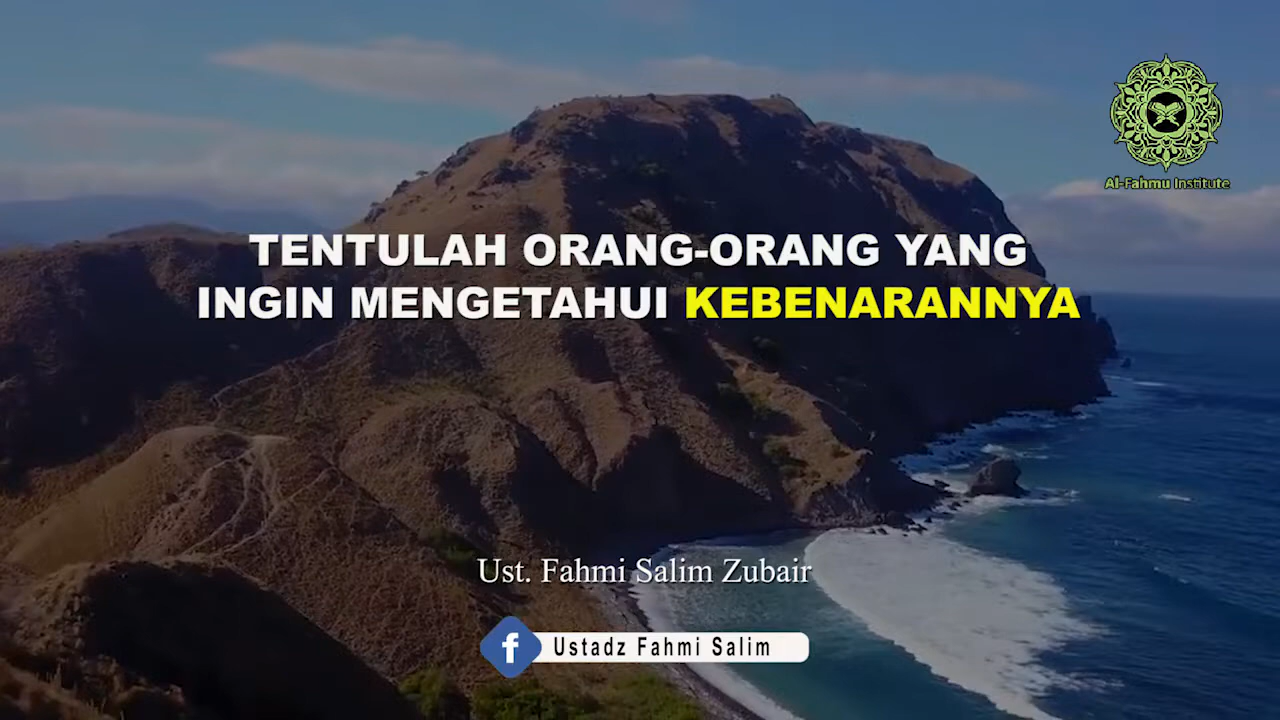 Al-Fahmu Institute
TENTULAH ORANG-ORANG YANG
INGIN MENGETAHUI KEBENARANNYA
Ust. Fahmi Salim Zubair
f Ustadz Fahmi Salim